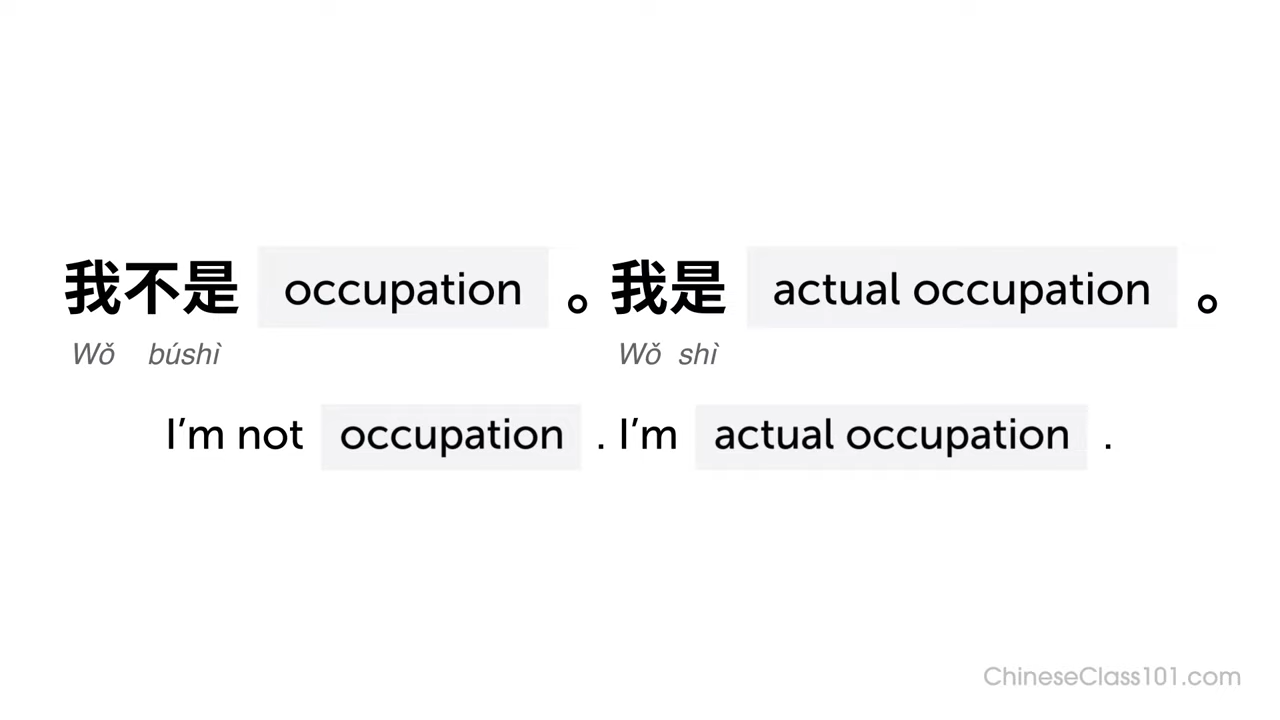 我不是 occupation 。我是 actual occupation 。
Wǒ búshì Wǒ shì
I'm not occupation . I'm actual occupation .
ChineseClass101.com